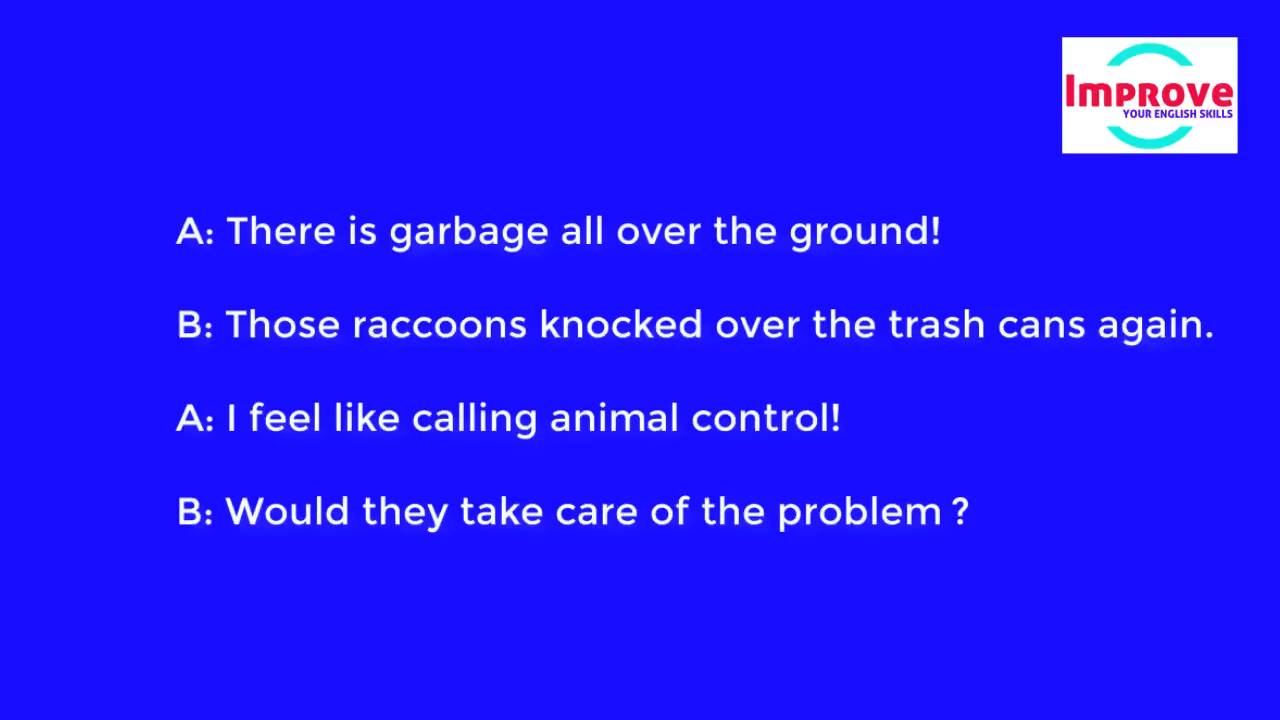 Improve
YOUR ENGLISH SKILLS
A: There is garbage all over the ground!
B: Those raccoons knocked over the trash cans again.
A: I feel like calling animal control!
B: Would they take care of the problem ?